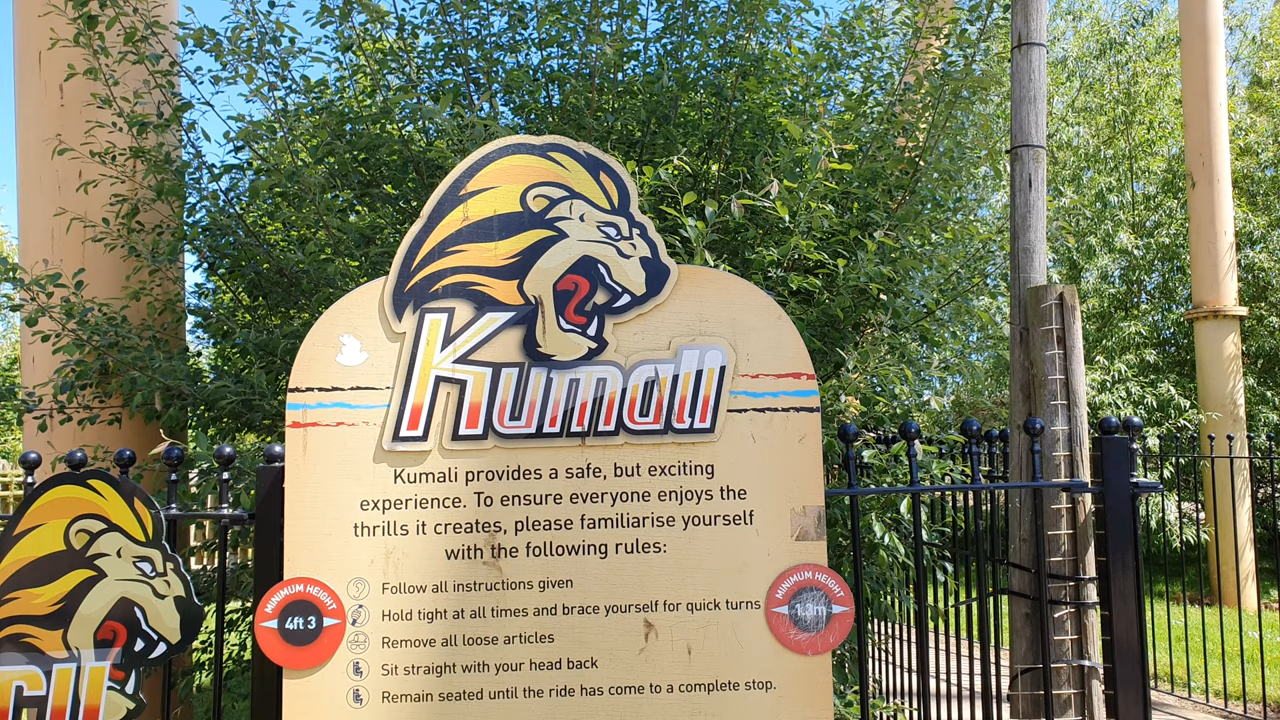 Kumali
Kumali provides a safe, but exciting
experience. To ensure everyone enjoys the
thrills it creates, please familiarise yourself
with the following rules:
MINIMUM HEIGHT
4ft 3
MINIMUM HEIGHT
1.3m
Follow all instructions given
Hold tight at all times and brace yourself for quick turns
Remove all loose articles
Sit straight with your head back
Remain seated until the ride has come to a complete stop.